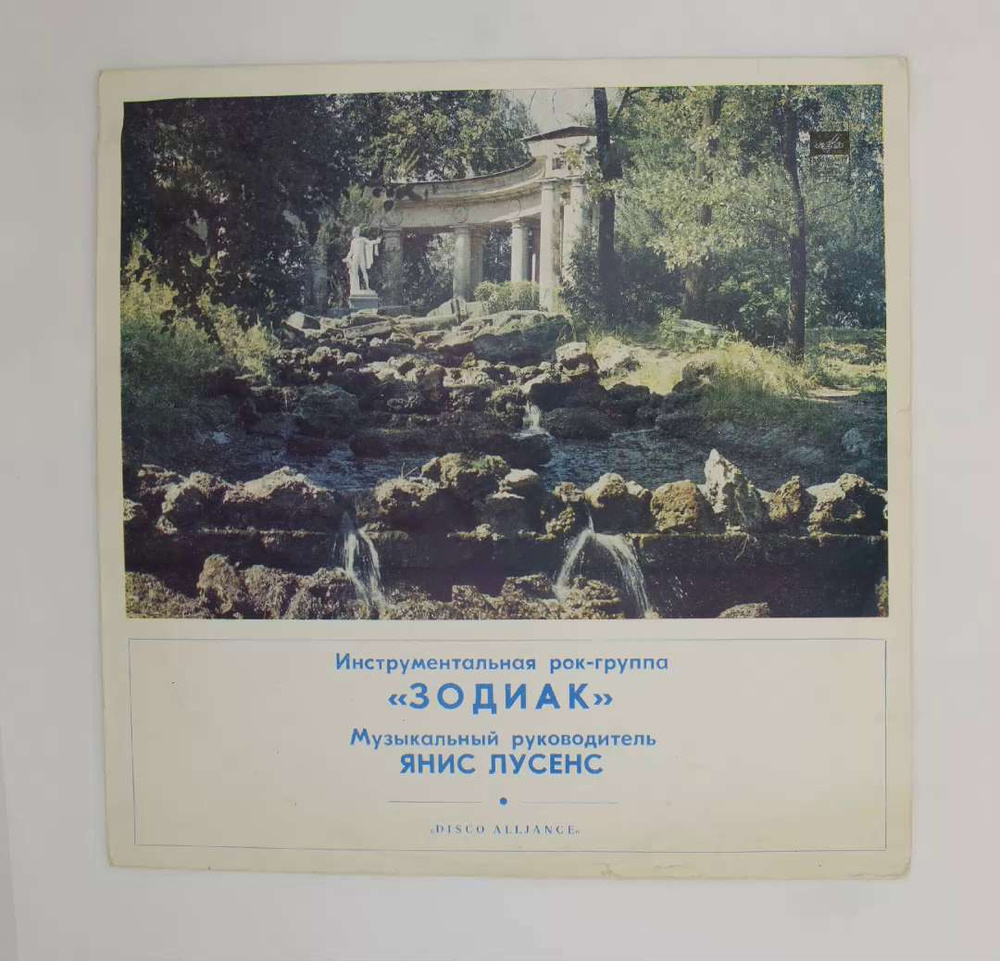 Инструментальная рок-группа
«ЗОДИАК»
Музыкальный руководитель
ЯНИС ЛУСЕНС
«DISCO ALLIANCE»